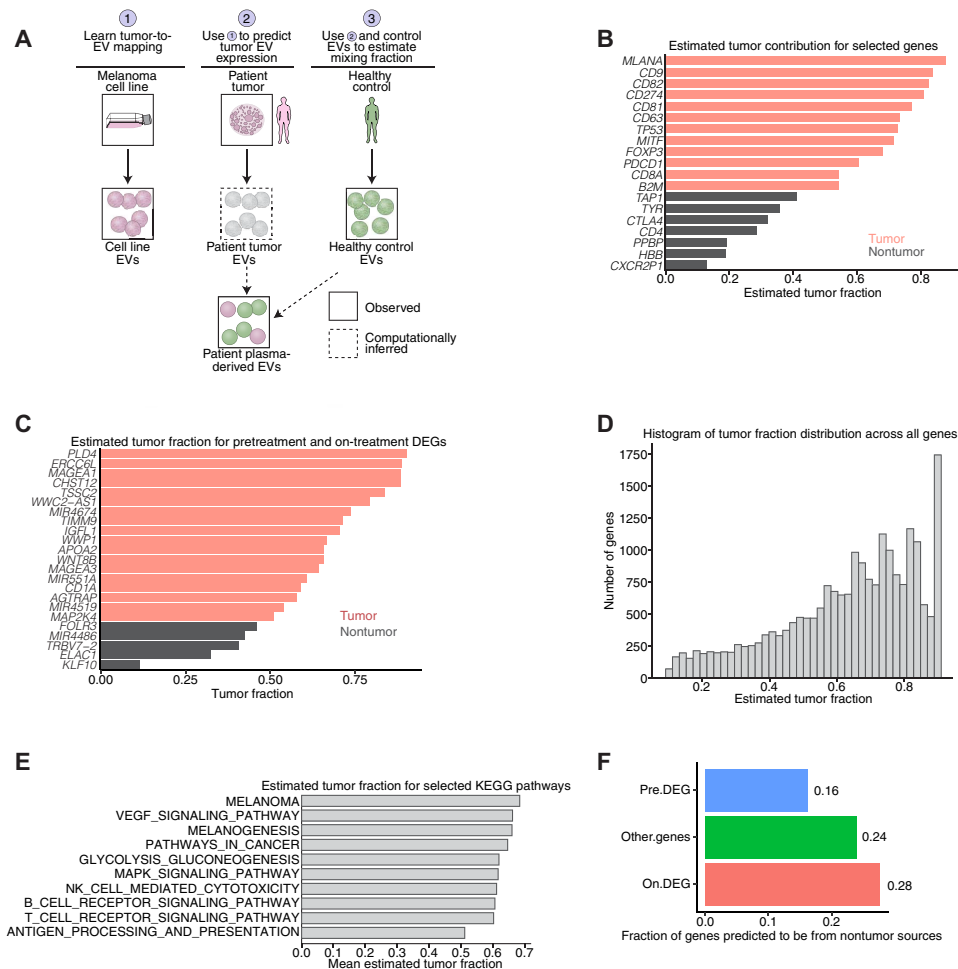 A
1
2
3
Learn tumor-to-
EV mapping
Use 1 to predict
tumor EV
expression
Use 2 and control
EVs to estimate
mixing fraction
Melanoma
cell line
Patient
tumor
Healthy
control
Cell line
EVs
Patient tumor
EVs
Healthy control
EVs
Observed
Computationally
inferred
Patient plasma-
derived EVs
B
Estimated tumor contribution for selected genes
MLANA
CD9
CD82
CD274
CD81
CD63
TP53
MITF
FOXP3
PDCD1
CD8A
B2M
TAP1
TYR
CTLA4
CD4
PPBP
HBB
CXCR2P1
Tumor
Nontumor
0.0 0.2 0.4 0.6 0.8
Estimated tumor fraction
C
Estimated tumor fraction for pretreatment and on-treatment DEGs
PLD4
ERCC6L
MAGEA1
CHST12
TSSC2
WWC2−AS1
MIR4674
TIMM9
IGFL1
WWP1
APOA2
WNT8B
MAGEA3
MIR551A
CD1A
AGTRAP
MIR4519
MAP2K4
FOLR3
MIR4486
TRBV7−2
ELAC1
KLF10
Tumor
Nontumor
0.00 0.25 0.50 0.75
Tumor fraction
D
Histogram of tumor fraction distribution across all genes
Number of genes
1750
1500
1250
1000
750
500
250
0
0.2 0.4 0.6 0.8
Estimated tumor fraction
E
Estimated tumor fraction for selected KEGG pathways
MELANOMA
VEGF_SIGNALING_PATHWAY
MELANOGENESIS
PATHWAYS_IN_CANCER
GLYCOLYSIS_GLUCONEOGENESIS
MAPK_SIGNALING_PATHWAY
NK_CELL_MEDIATED_CYTOTOXICITY
B_CELL_RECEPTOR_SIGNALING_PATHWAY
T_CELL_RECEPTOR_SIGNALING_PATHWAY
ANTIGEN_PROCESSING_AND_PRESENTATION
0.0 0.1 0.2 0.3 0.4 0.5 0.6 0.7
Mean estimated tumor fraction
F
Pre.DEG
0.16
Other.genes
0.24
On.DEG
0.28
0.0 0.1 0.2
Fraction of genes predicted to be from nontumor sources